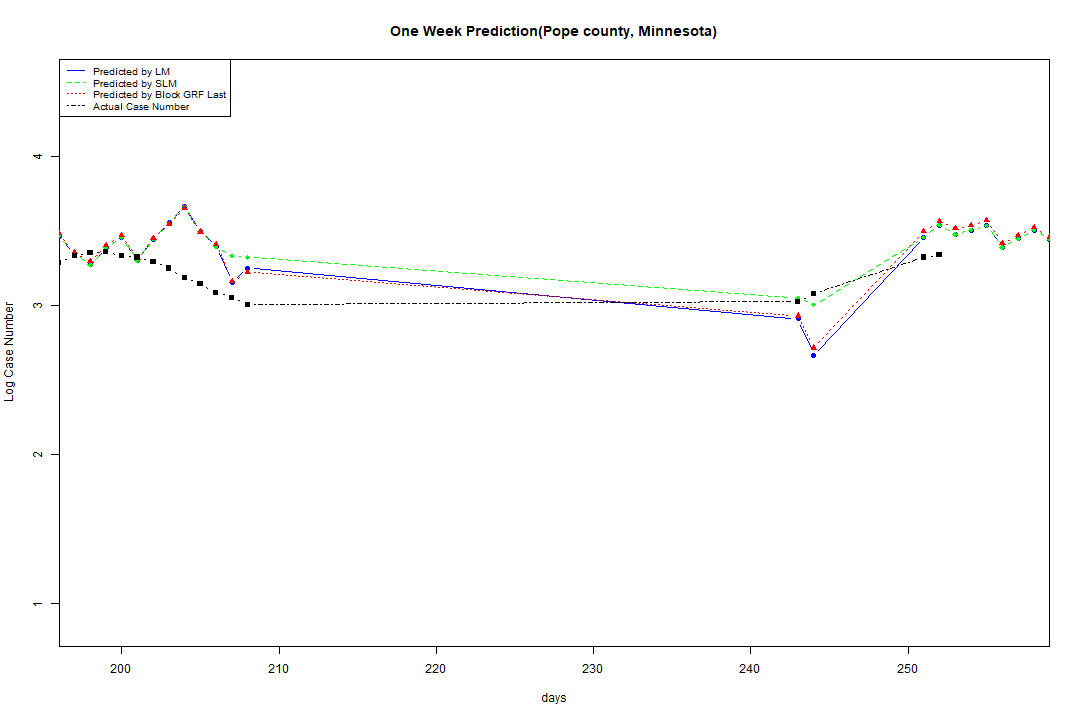 One Week Prediction(Pope county, Minnesota)
Predicted by LM
Predicted by SLM
Predicted by Block GRF Last
Actual Case Number
4
3
2
1
Log Case Number
200 210 220 230 240 250
days